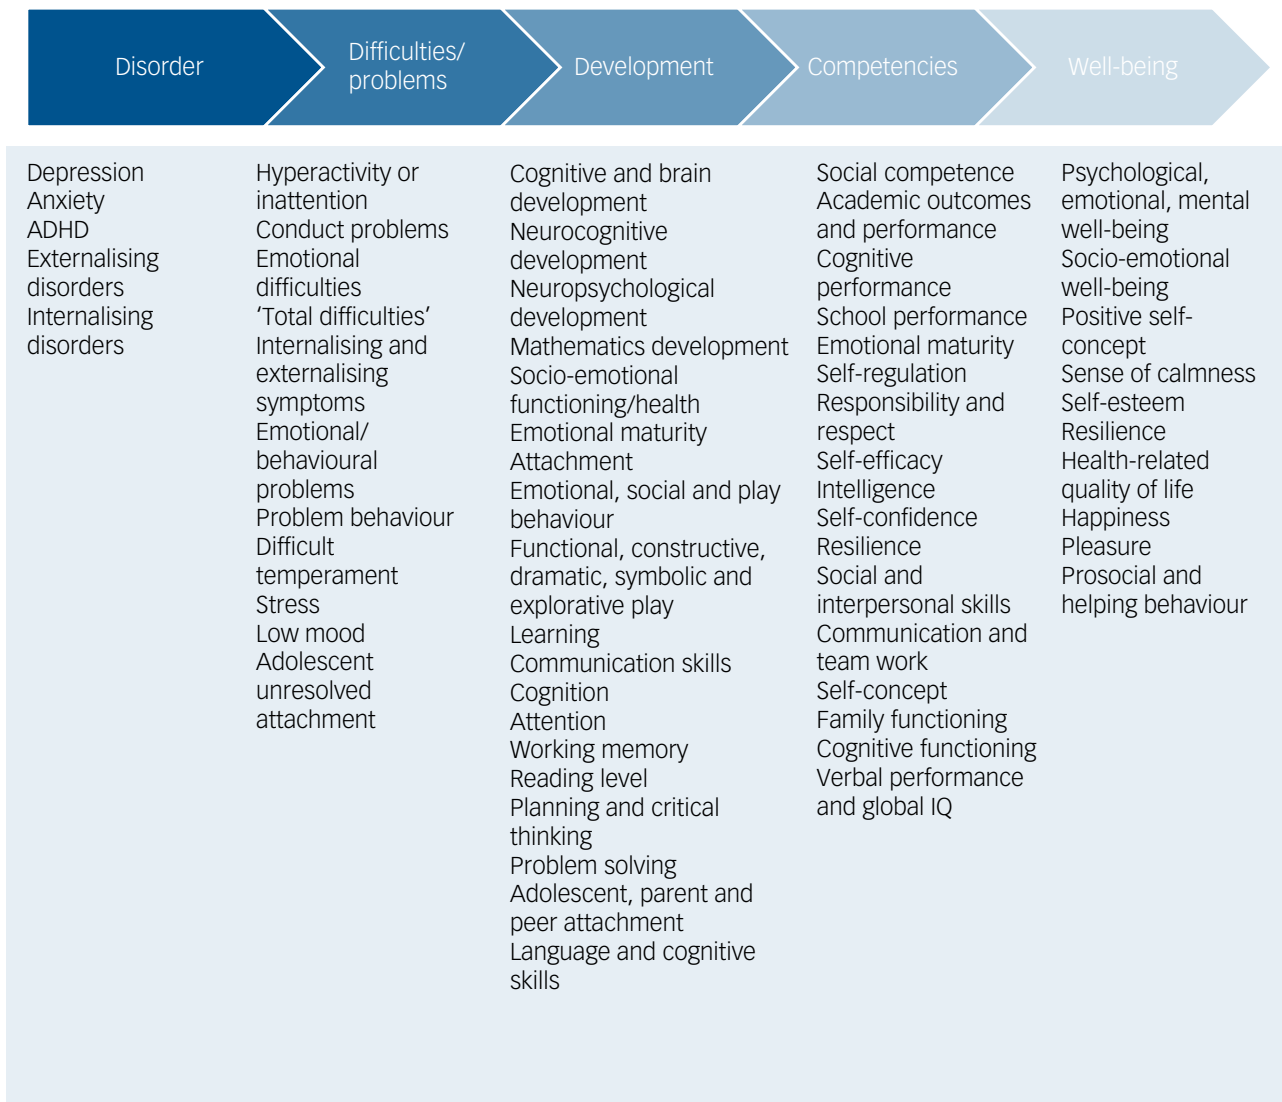 Disorder
Difficulties/
problems
Development
Competencies
Well-being
Depression
Anxiety
ADHD
Externalising
disorders
Internalising
disorders
Hyperactivity or
inattention
Conduct problems
Emotional
difficulties
‘Total difficulties’
Internalising and
externalising
symptoms
Emotional/
behavioural
problems
Problem behaviour
Difficult
temperament
Stress
Low mood
Adolescent
unresolved
attachment
Cognitive and brain
development
Neurocognitive
development
Neuropsychological
development
Mathematics development
Socio-emotional
functioning/health
Emotional maturity
Attachment
Emotional, social and play
behaviour
Functional, constructive,
dramatic, symbolic and
explorative play
Learning
Communication skills
Cognition
Attention
Working memory
Reading level
Planning and critical
thinking
Problem solving
Adolescent, parent and
peer attachment
Language and cognitive
skills
Social competence
Academic outcomes
and performance
Cognitive
performance
School performance
Emotional maturity
Self-regulation
Responsibility and
respect
Self-efficacy
Intelligence
Self-confidence
Resilience
Social and
interpersonal skills
Communication and
team work
Self-concept
Family functioning
Cognitive functioning
Verbal performance
and global IQ
Psychological,
emotional, mental
well-being
Socio-emotional
well-being
Positive self-
concept
Sense of calmness
Self-esteem
Resilience
Health-related
quality of life
Happiness
Pleasure
Prosocial and
helping behaviour